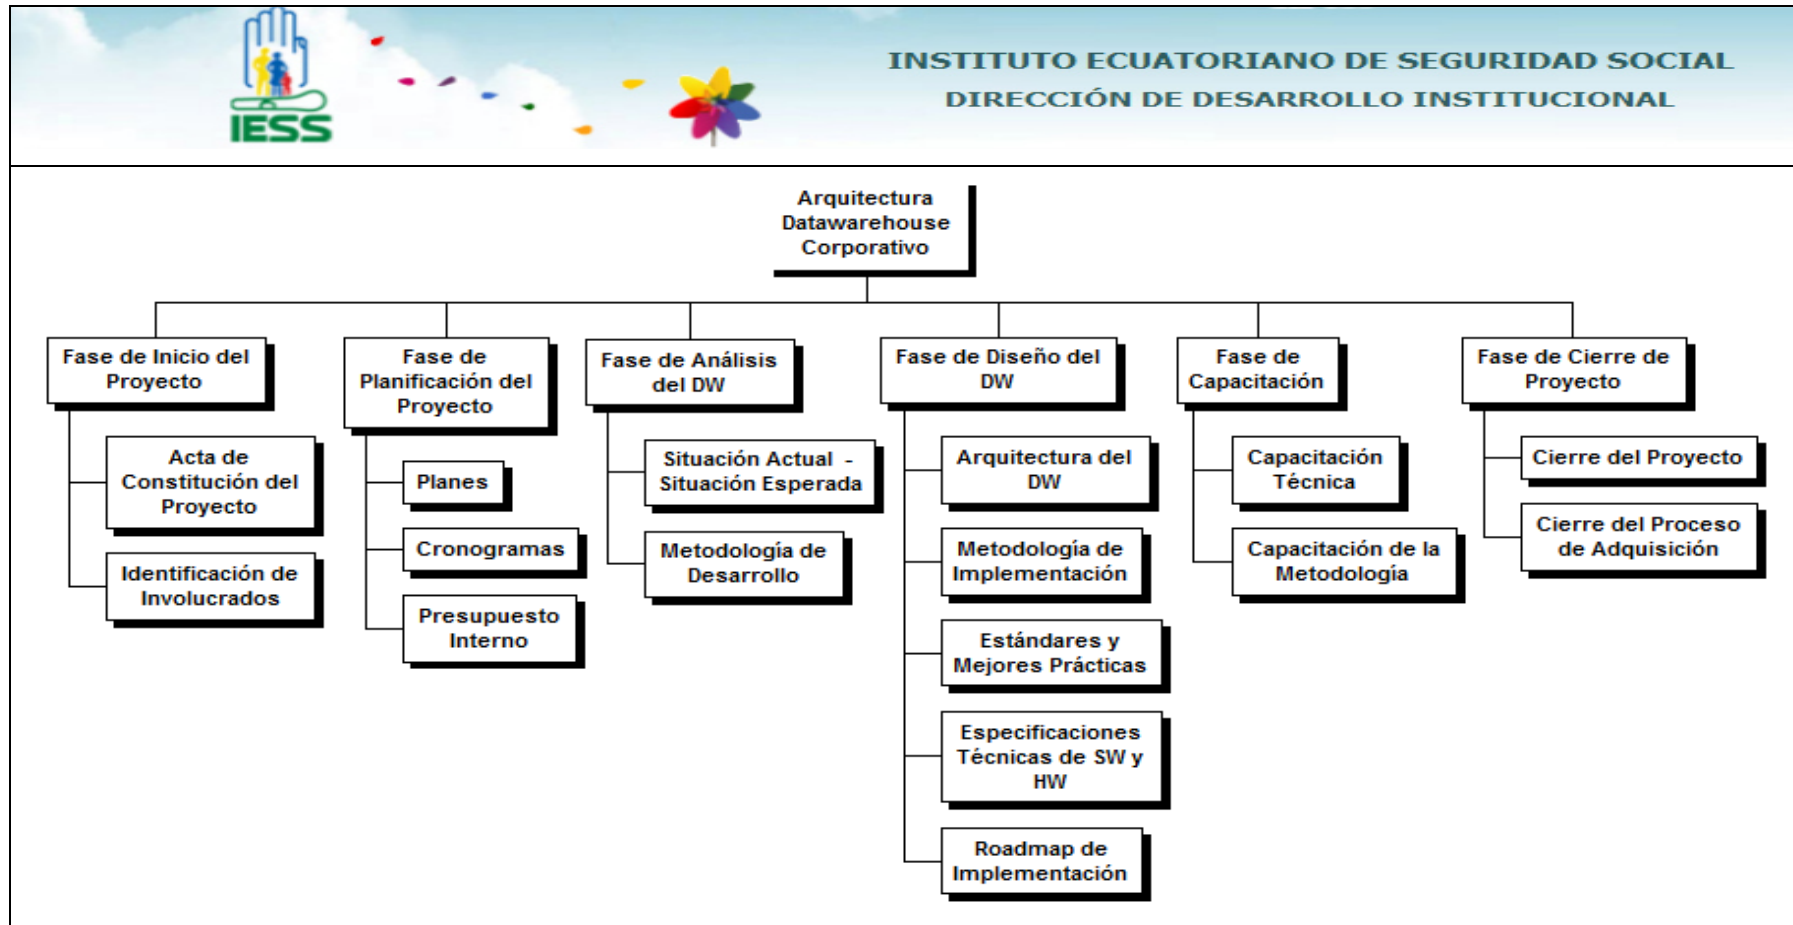 IESS
INSTITUTO ECUATORIANO DE SEGURIDAD SOCIAL
DIRECCIÓN DE DESARROLLO INSTITUCIONAL
Arquitectura
Datawarehouse
Corporativo
Fase de Inicio del
Proyecto
Acta de
Constitución del
Proyecto
Identificación de
Involucrados
Fase de
Planificación del
Proyecto
Planes
Cronogramas
Presupuesto
Interno
Fase de Análisis
del DW
Situación Actual -
Situación Esperada
Metodología de
Desarrollo
Fase de Diseño del
DW
Arquitectura del
DW
Metodología de
Implementación
Estándares y
Mejores Prácticas
Especificaciones
Técnicas de SW y
HW
Roadmap de
Implementación
Fase de
Capacitación
Capacitación
Técnica
Capacitación de la
Metodología
Fase de Cierre de
Proyecto
Cierre del Proyecto
Cierre del Proceso
de Adquisición